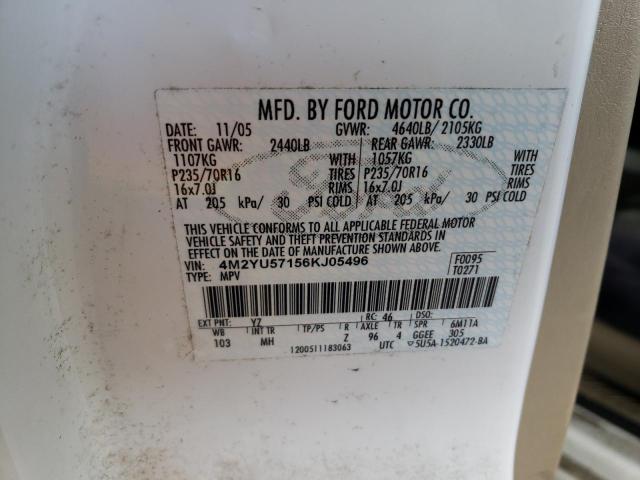 MFD. BY FORD MOTOR CO.
DATE: 11/05 GVWR: 4640LB/ 2105KG
FRONT GAWR: 2440LB REAR GAWR: 2330LB
1107KG WITH 1057KG WITH
P235/70R16 TIRES P235/70R16 TIRES
16x7.0J RIMS 16x7.0J RIMS
AT 205 kPa/ 30 PSI COLD AT 205 kPa/ 30 PSI COLD
THIS VEHICLE CONFORMS TO ALL APPLICABLE FEDERAL MOTOR
VEHICLE SAFETY AND THEFT PREVENTION STANDARDS IN
EFFECT ON THE DATE OF MANUFACTURE SHOWN ABOVE.
VIN: 4M2YU57156KJ05496 F0095
TYPE: MPV T0271
EXT PNT: Y7 RC: 46 DSO:
WB INT TR TP/PS R AXLE TR SPR 6M11A
103 MH Z 96 4 GGEE 305
1200511183063 UTC ▽5U5A-1520472-BA
Ford